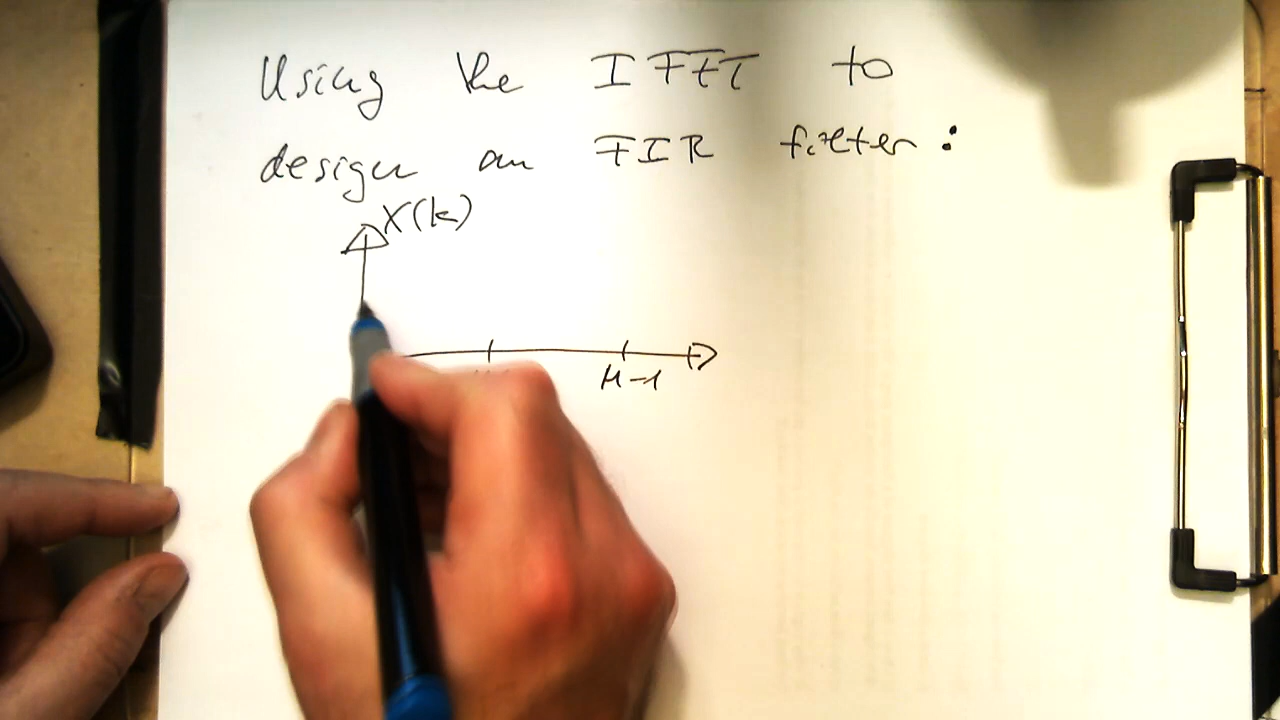 Using the IFFT to
design an FIR filter:
X(k)
M-1